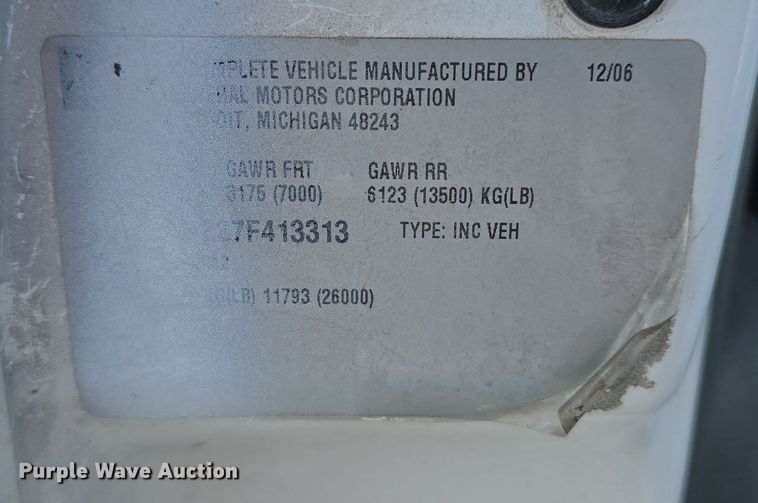 VEHICLE MANUFACTURED BY 12/06
MOTORS CORPORATION
MICHIGAN 48243
GAWR FRT GAWR RR
(7000) 6123 (13500) KG(LB)
7F413313 TYPE: INC VEH
11793 (26000)
Purple Wave Auction